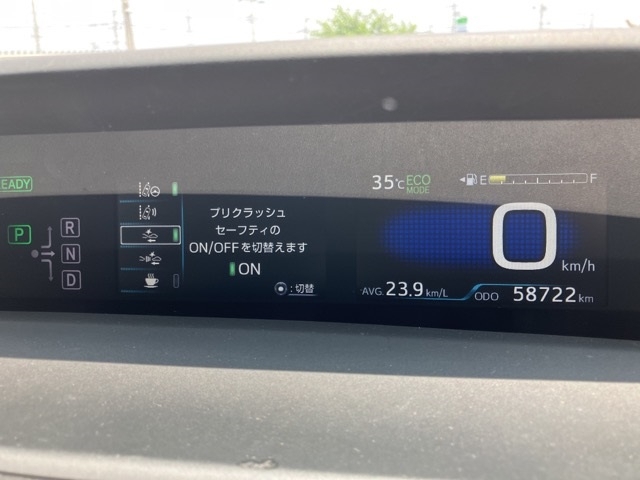 READY
P
R
N
D
プリクラッシュ
セーフティの
ON/OFFを切替えます
ON
:切替
35℃ ECO
MODE
E F
0 km/h
AVG. 23.9 km/L ODO 58722 km